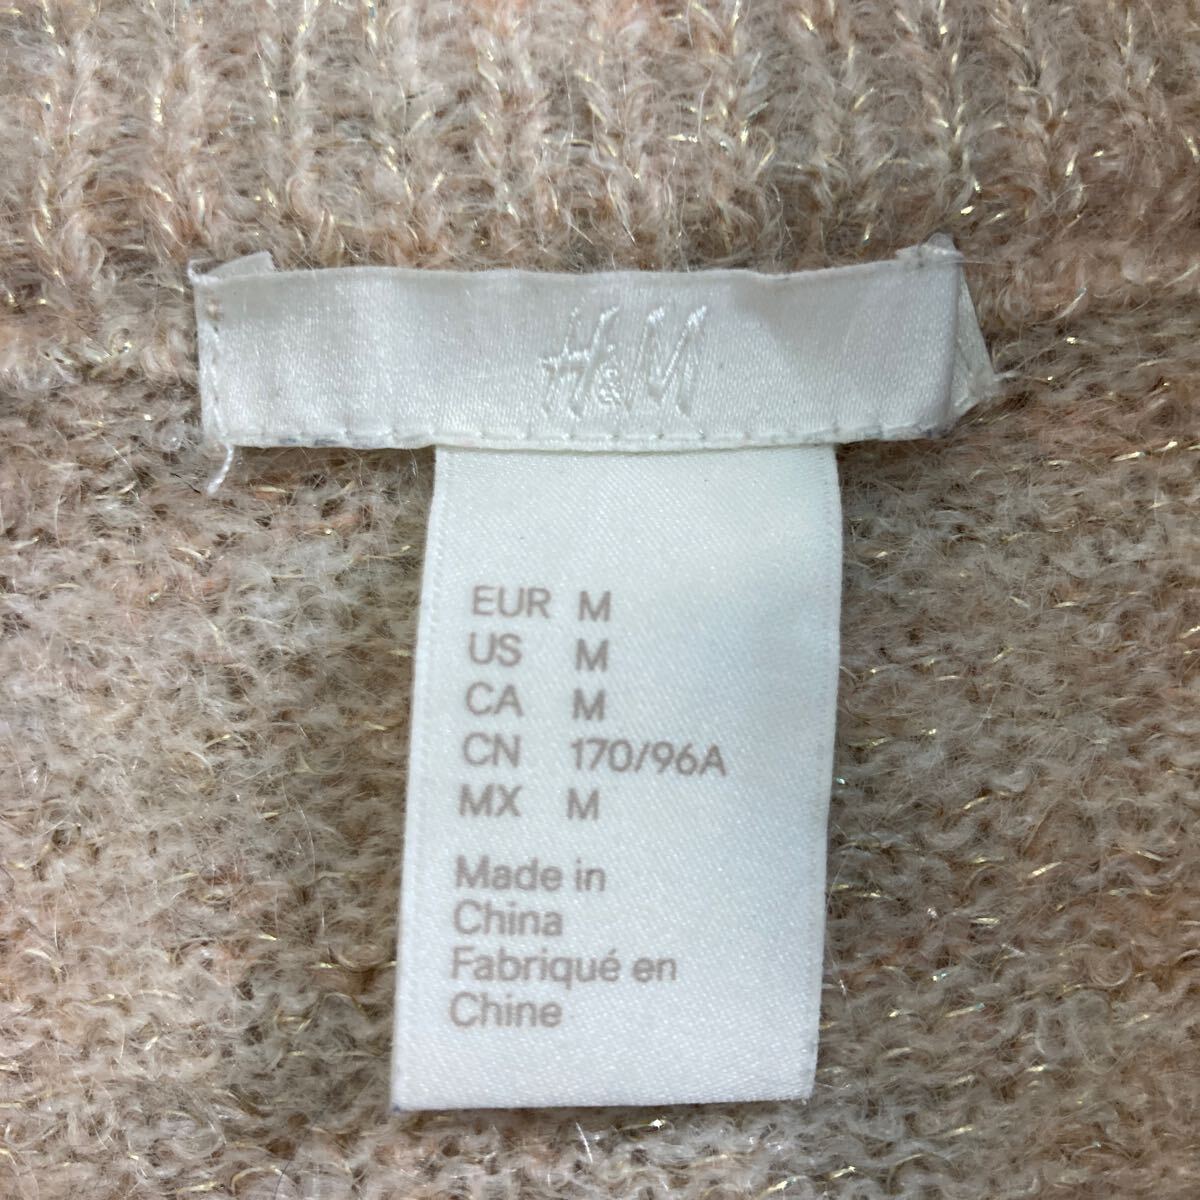 H&M
EUR M
US M
CA M
CN 170/96A
MX M
Made in
China
Fabriqué en
Chine